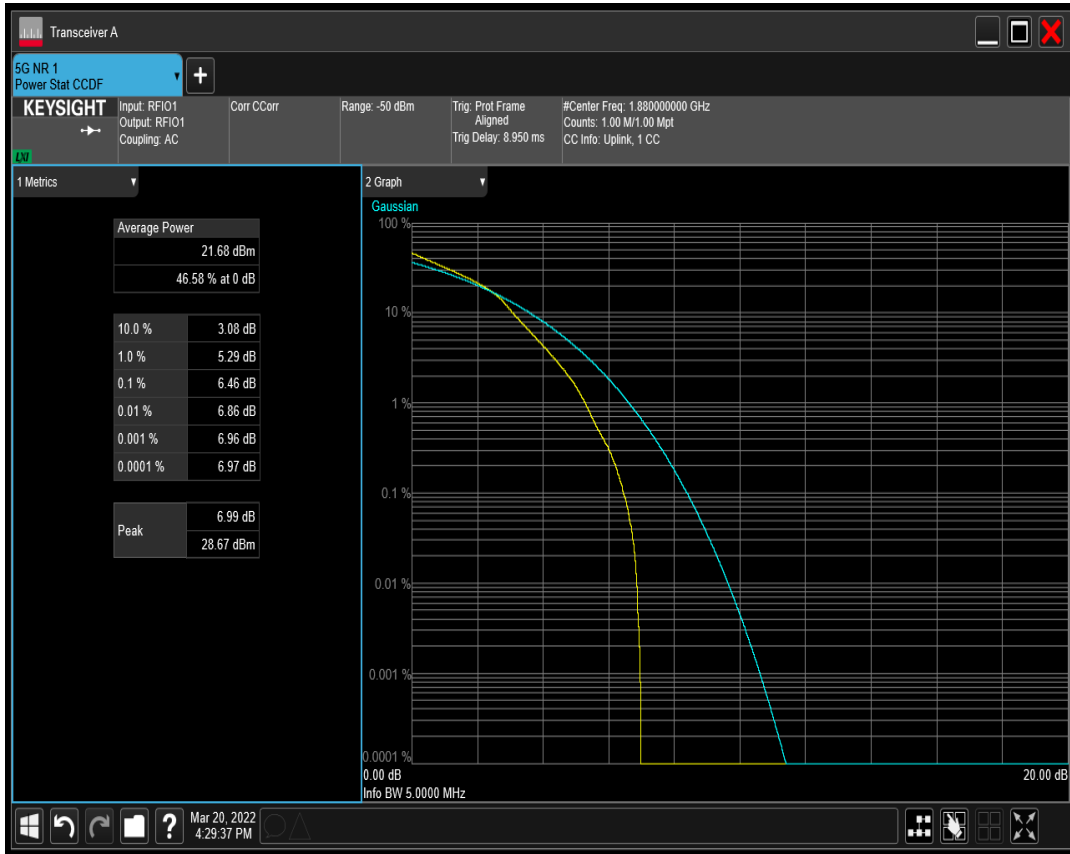 Transceiver A
5G NR 1
Power Stat CCDF
+
KEYSIGHT
LXI
Input: RFIO1
Output: RFIO1
Coupling: AC
Corr CCorr
Range: -50 dBm
Trig: Prot Frame
Aligned
Trig Delay: 8.950 ms
#Center Freq: 1.880000000 GHz
Counts: 1.00 M/1.00 Mpt
CC Info: Uplink, 1 CC
1 Metrics
Average Power
21.68 dBm
46.58 % at 0 dB
10.0 % 3.08 dB
1.0 % 5.29 dB
0.1 % 6.46 dB
0.01 % 6.86 dB
0.001 % 6.96 dB
0.0001 % 6.97 dB
Peak 6.99 dB
28.67 dBm
2 Graph
Gaussian
100 %
10 %
1 %
0.1 %
0.01 %
0.001 %
0.0001 %
0.00 dB 20.00 dB
Info BW 5.0000 MHz
?
Mar 20, 2022
4:29:37 PM